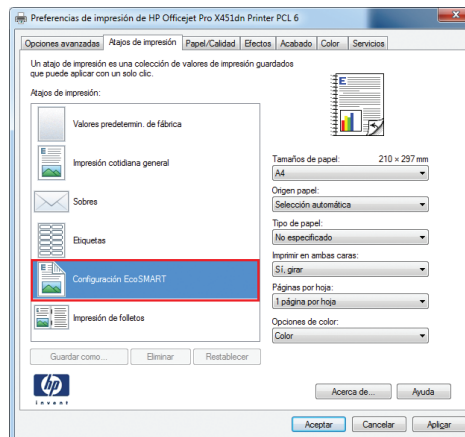 Preferencias de impresión de HP Officejet Pro X451dn Printer PCL 6
Opciones avanzadas Atajos de impresión Papel/Calidad Efectos Acabado Color Servicios
Un atajo de impresión es una colección de valores de impresión guardados
que puede aplicar con un solo clic.
Atajos de impresión:
Valores predetermin. de fábrica
Impresión cotidiana general
Sobres
Etiquetas
Configuración EcoSMART
Impresión de folletos
Guardar como... Eliminar Restablecer
E
Tamaños de papel: 210 × 297 mm
A4
Origen papel:
Selección automática
Tipo de papel:
No especificado
Imprimir en ambas caras:
Sí, girar
Páginas por hoja:
1 página por hoja
Opciones de color:
Color
hp
invent
Acerca de... Ayuda
Aceptar Cancelar Aplicar